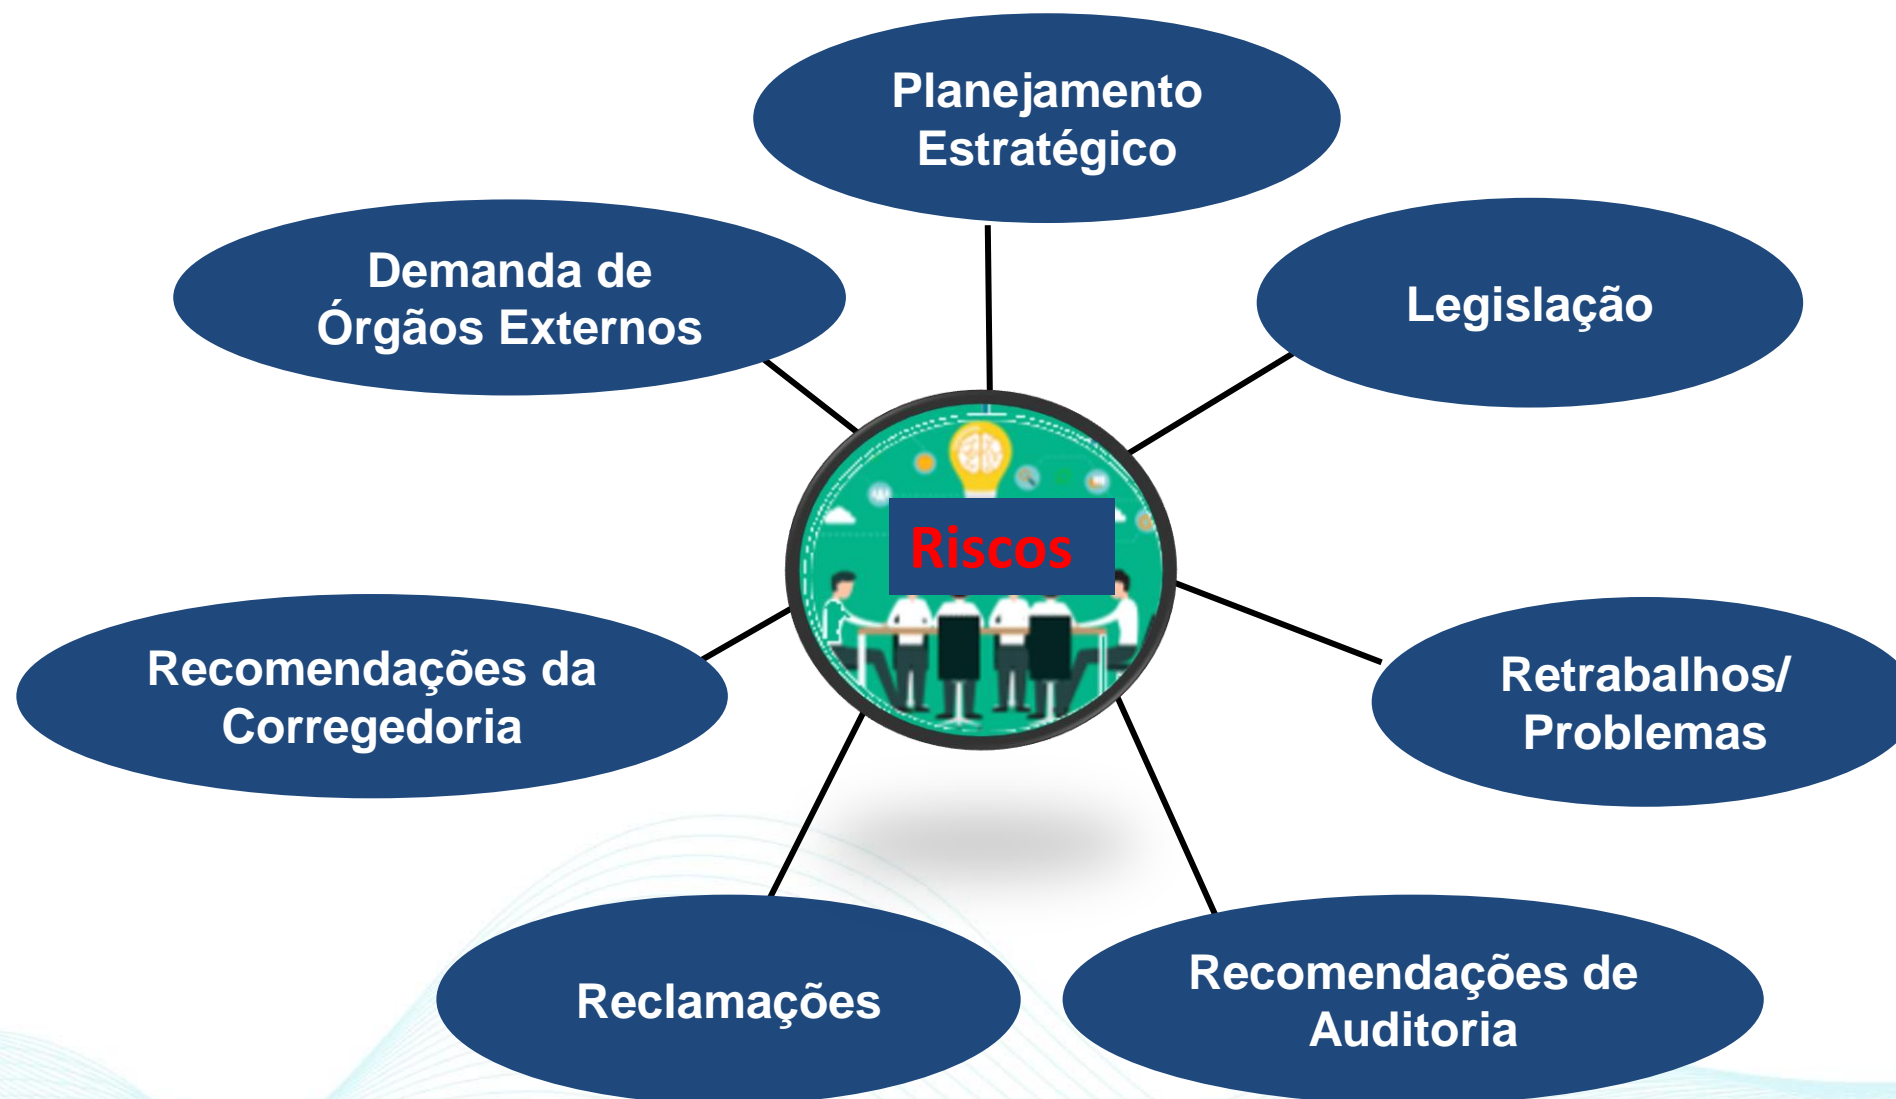 Planejamento
Estratégico
Demanda de
Órgãos Externos
Legislação
Riscos
Recomendações da
Corregedoria
Retrabalhos/
Problemas
Reclamações
Recomendações de
Auditoria